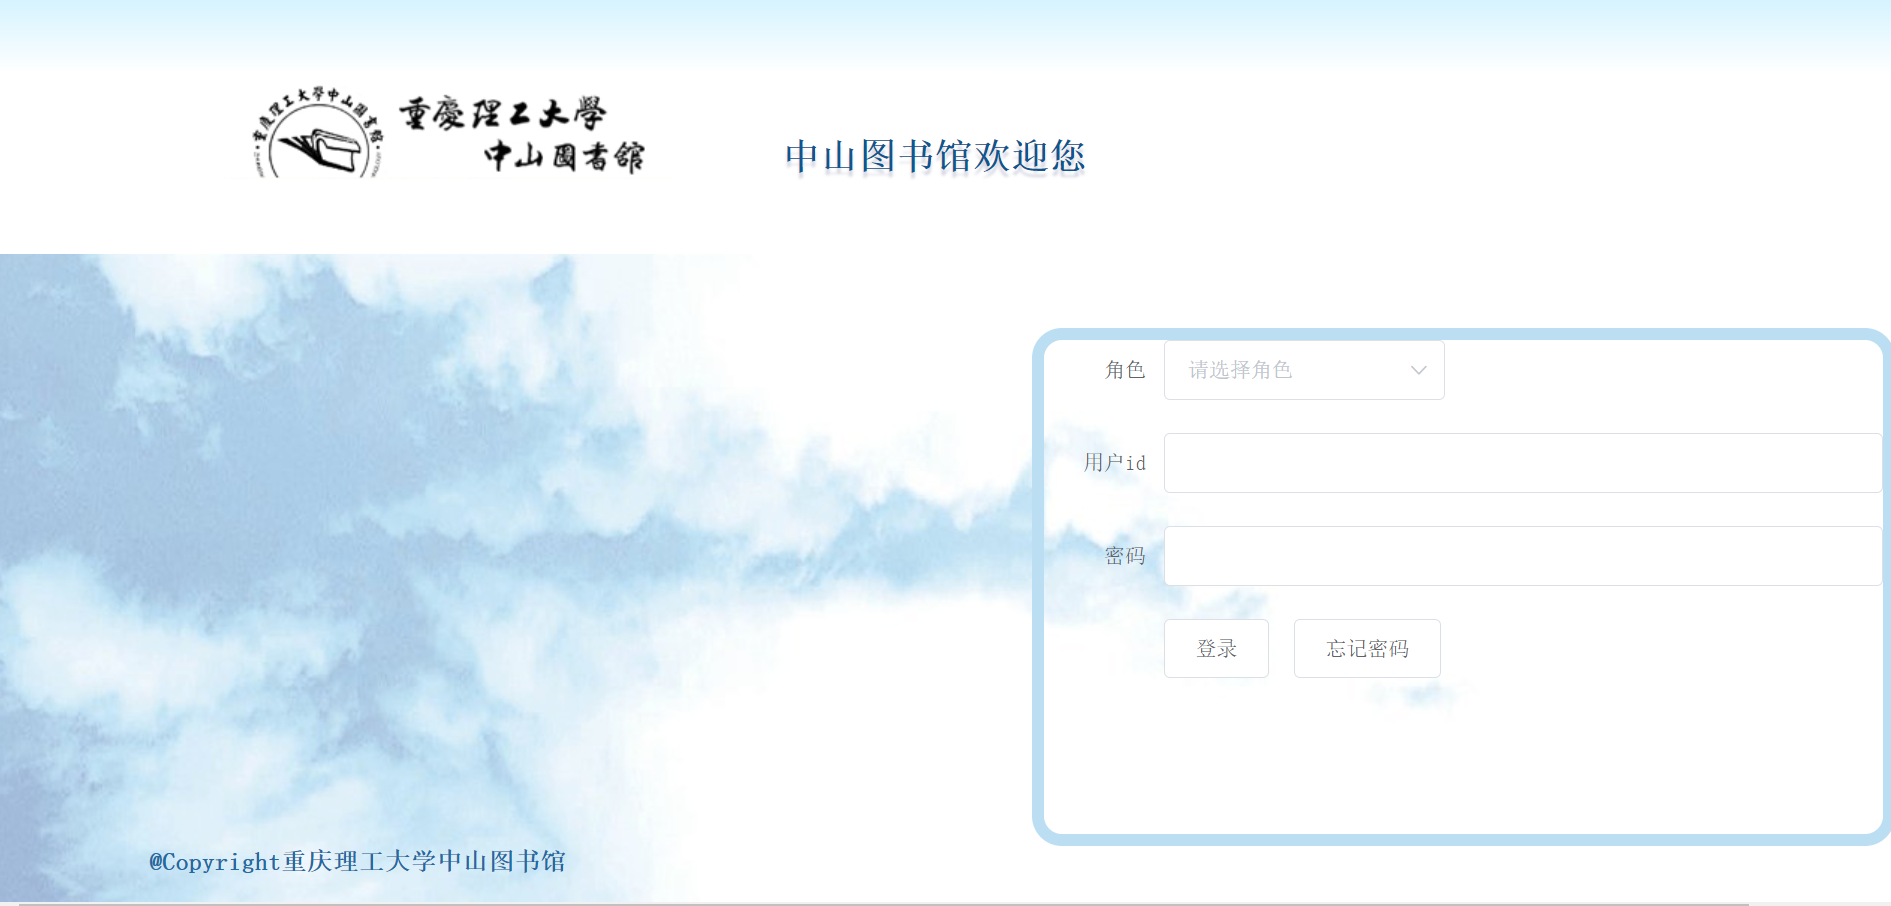 重慶理工大學中山圖書館
重慶理工大學
中山圖書館
中山图书馆欢迎您
角色 请选择角色
用户id
密码
登录 忘记密码
@Copyright重庆理工大学中山图书馆